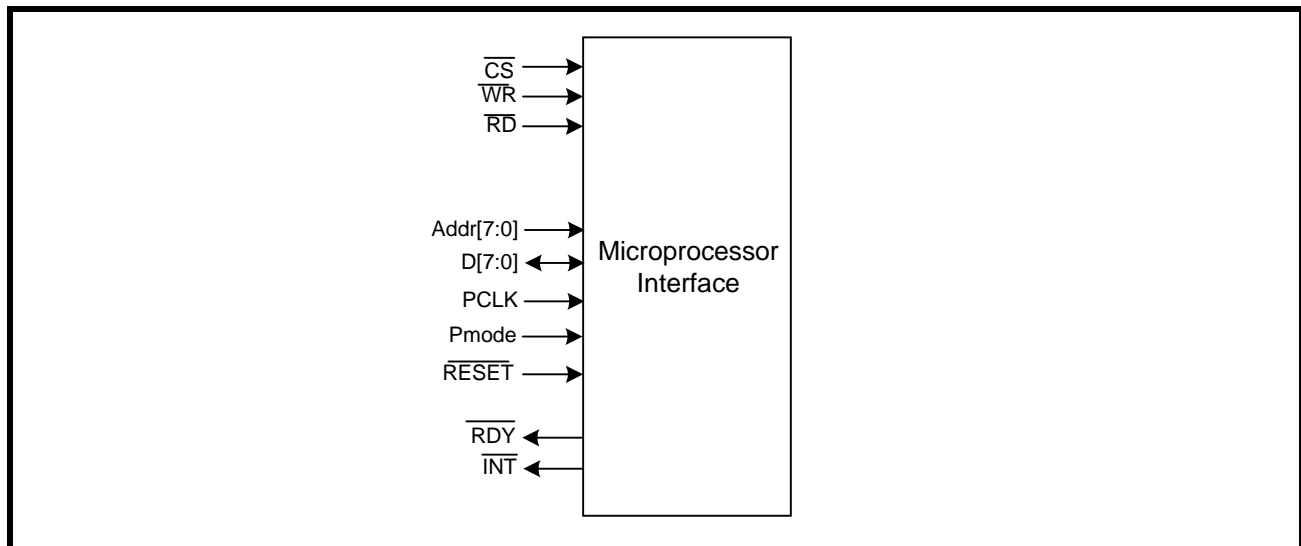 CS
WR
RD
Addr[7:0]
D[7:0]
PCLK
Pmode
RESET
RDY
INT
Microprocessor
Interface